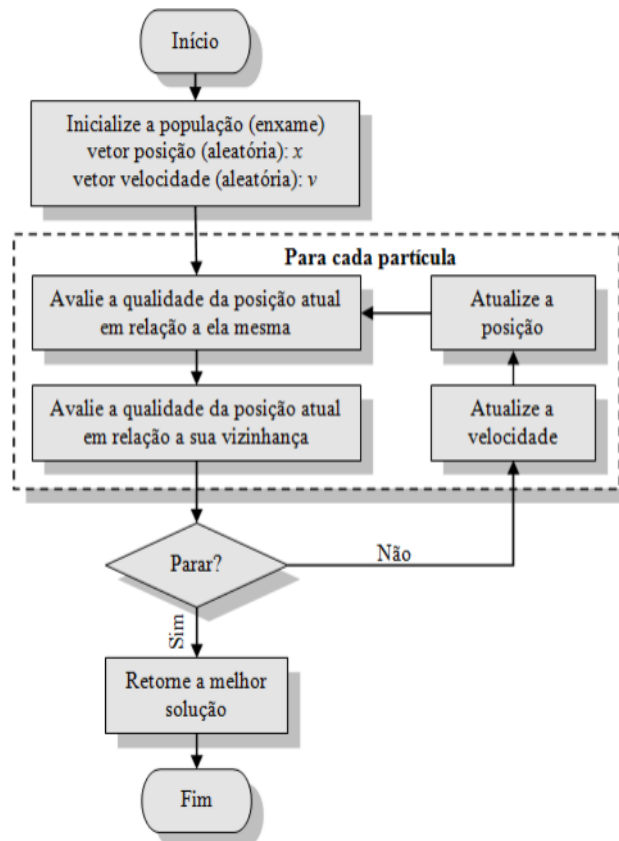 Início
Inicialize a população (enxame)
vetor posição (aleatória): x
vetor velocidade (aleatória): v
Para cada partícula
Avalie a qualidade da posição atual
em relação a ela mesma
Atualize a
posição
Avalie a qualidade da posição atual
em relação a sua vizinhança
Atualize a
velocidade
Parar?
Não
Sim
Retorne a melhor
solução
Fim